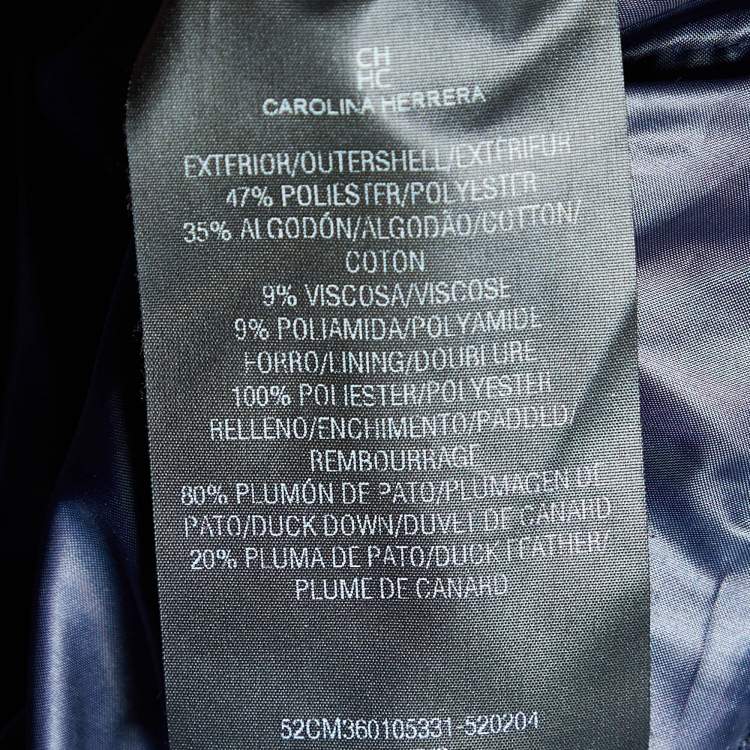 CH
HC
CAROLINA HERRERA
EXTERIOR/OUTERSHELL/EXTÉRIEUR
47% POLIESTER/POLYESTER
35% ALGODÓN/ALGODÃO/COTTON/
COTON
9% VISCOSA/VISCOSE
9% POLIAMIDA/POLYAMIDE
FORRO/LINING/DOUBLURE
100% POLIESTER/POLYESTER
RELLENO/ENCHIMENTO/PADDED/
REMBOURRAGE
80% PLUMÓN DE PATO/PLUMAGEN DE
PATO/DUCK DOWN/DUVET DE CANARD
20% PLUMA DE PATO/DUCK FEATHER/
PLUME DE CANARD
52CM360105331-520204